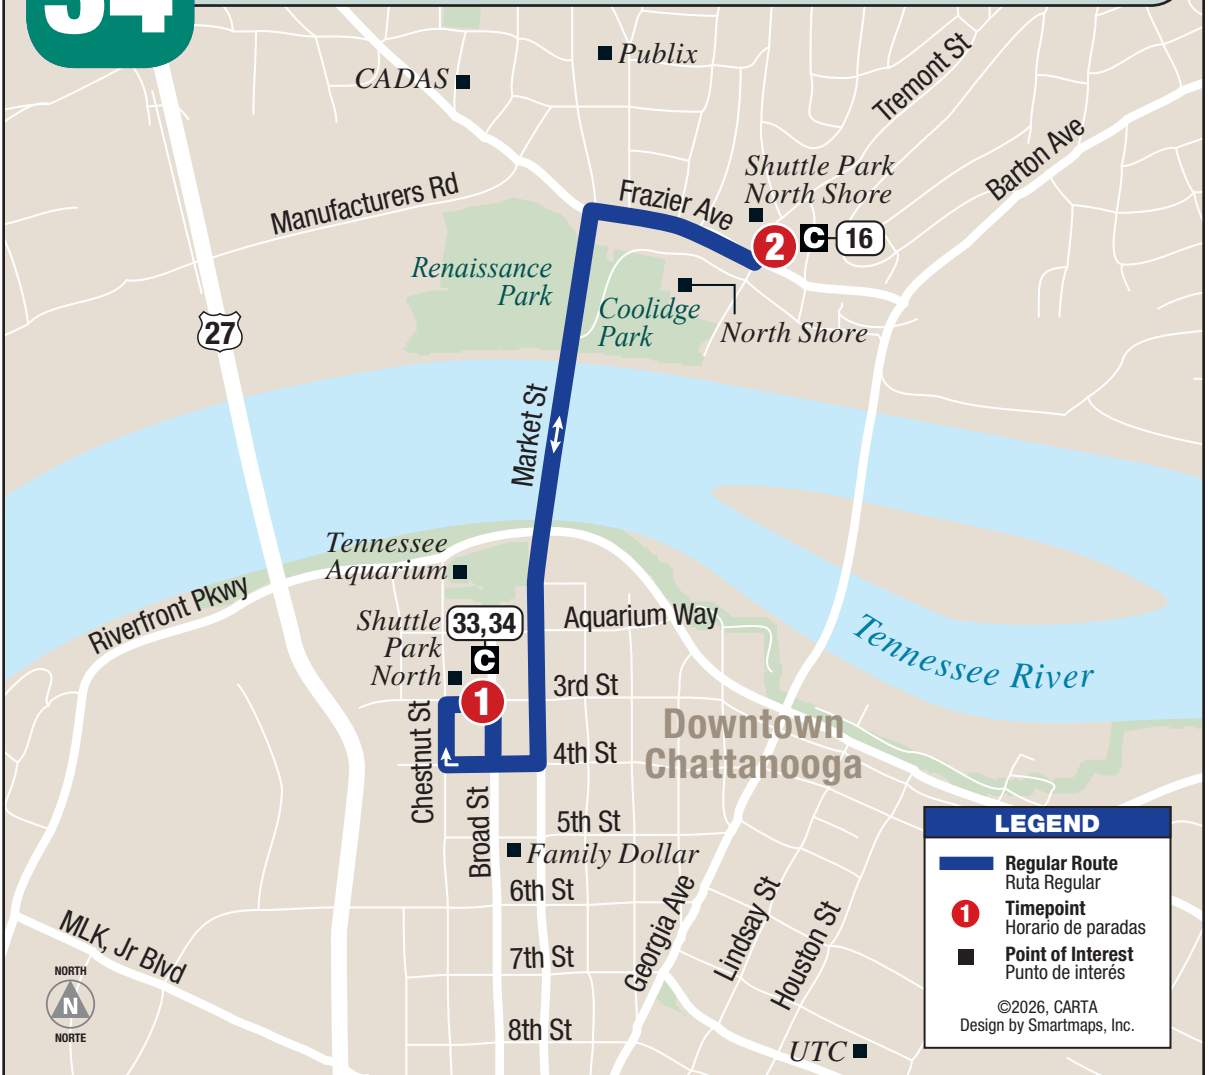 34
Publix
CADAS
Tremont St
Barton Ave
Shuttle Park
North Shore
Manufacturers Rd
Frazier Ave
2
C
16
Renaissance
Park
Coolidge
Park
North Shore
27
Market St
Tennessee
Aquarium
Riverfront Pkwy
Shuttle
Park
North
33,34
C
1
Aquarium Way
Tennessee River
3rd St
Downtown
Chattanooga
Chestnut St
4th St
Broad St
5th St
Family Dollar
6th St
Georgia Ave
Lindsay St
Houston St
MLK, Jr Blvd
7th St
8th St
UTC
NORTH
N
NORTE
LEGEND
Regular Route
Ruta Regular
1
Timepoint
Horario de paradas
Point of Interest
Punto de interés
©2026, CARTA
Design by Smartmaps, Inc.